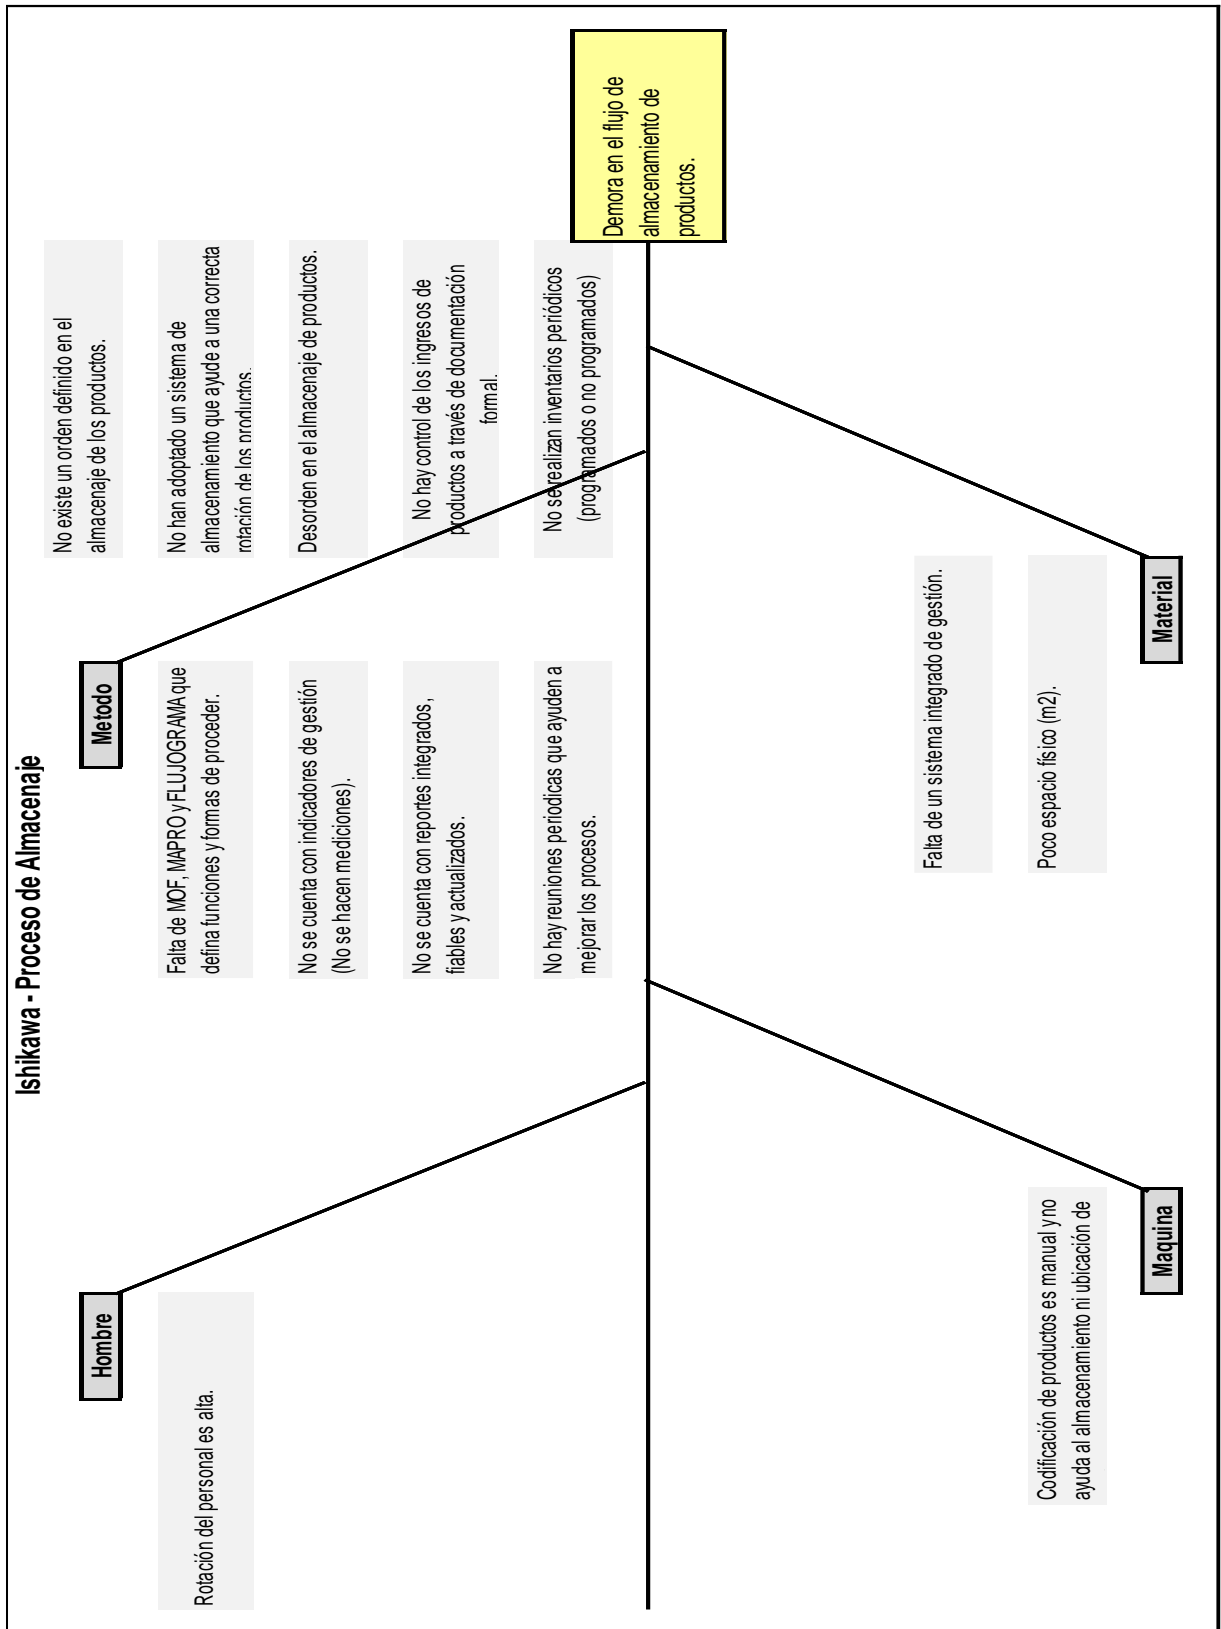 Ishikawa - Proceso de Almacenaje
Hombre
Rotación del personal es alta.
Metodo
Falta de MOF, MAPRO y FLUJOGRAMA que
defina funciones y formas de proceder.
No se cuenta con indicadores de gestión
(No se hacen mediciones).
No se cuenta con reportes integrados,
fiables y actualizados.
No hay reuniones periodicas que ayuden a
mejorar los procesos.
No existe un orden definido en el
almacenaje de los productos.
No han adoptado un sistema de
almacenamiento que ayude a una correcta
rotación de los productos.
Desorden en el almacenaje de productos.
No hay control de los ingresos de
productos a través de documentación
formal.
No se realizan inventarios periódicos
(programados o no programados)
Demora en el flujo de
almacenamiento de
productos.
Codificación de productos es manual y no
ayuda al almacenamiento ni ubicación de
Maquina
Falta de un sistema integrado de gestión.
Poco espacio físico (m2).
Material